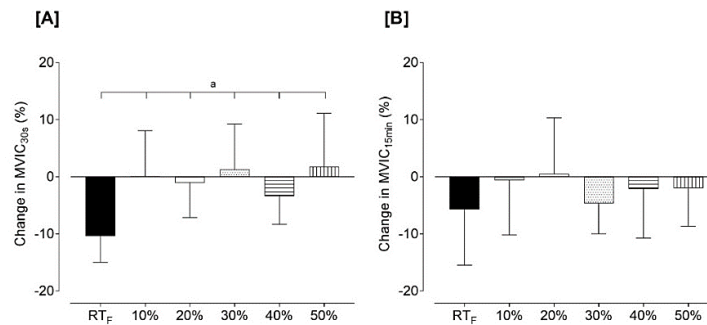 [A]
[B]
Change in MVIC30s (%)
20
10
0
-10
-20
a
RTF 10% 20% 30% 40% 50%
Change in MVIC15min (%)
20
10
0
-10
-20
RTF 10% 20% 30% 40% 50%